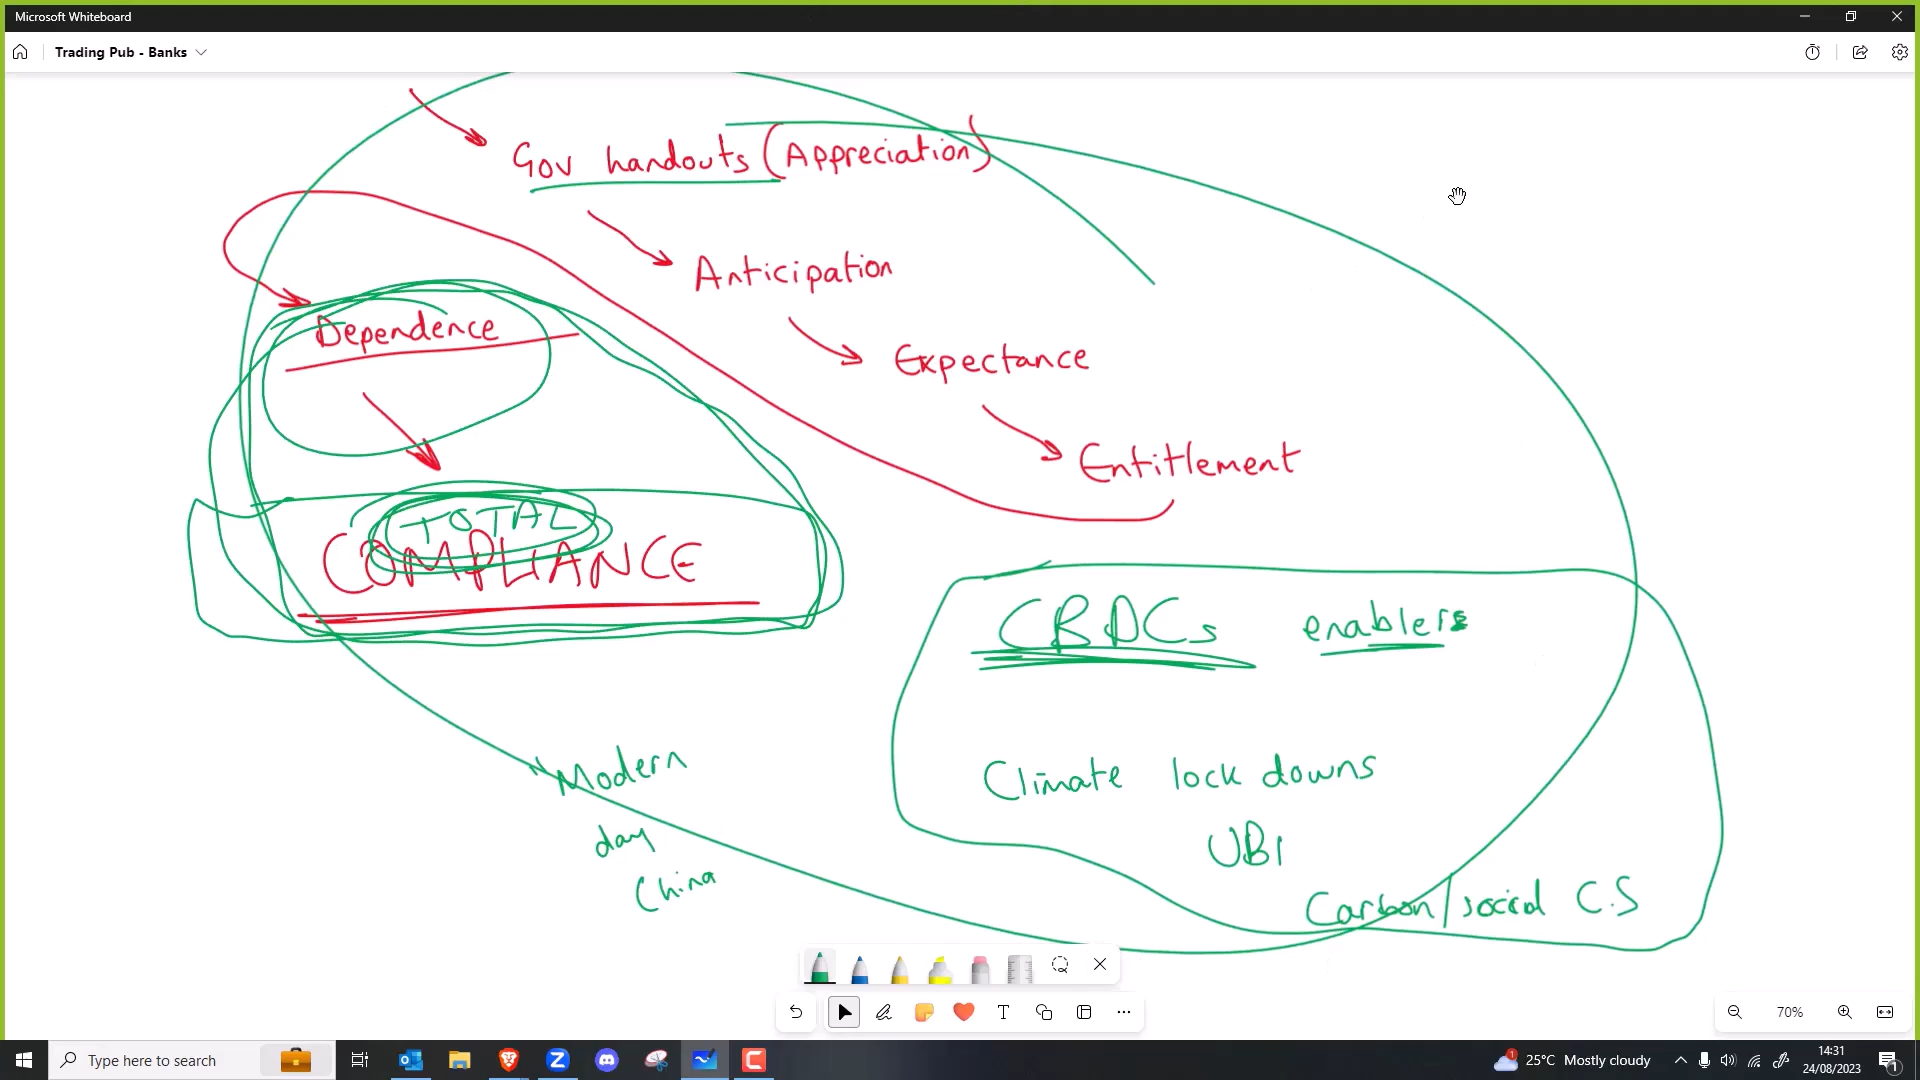 Microsoft Whiteboard
Trading Pub - Banks
Gov handouts (Appreciation)
Anticipation
Dependence
Expectance
Entitlement
TOTAL
COMPLIANCE
CBDCs enablers
"Modern
day
China
Climate lock downs
UBI
Carbon/social C.S
70%
Type here to search
1
25°C Mostly cloudy
14:31
24/08/2023
1